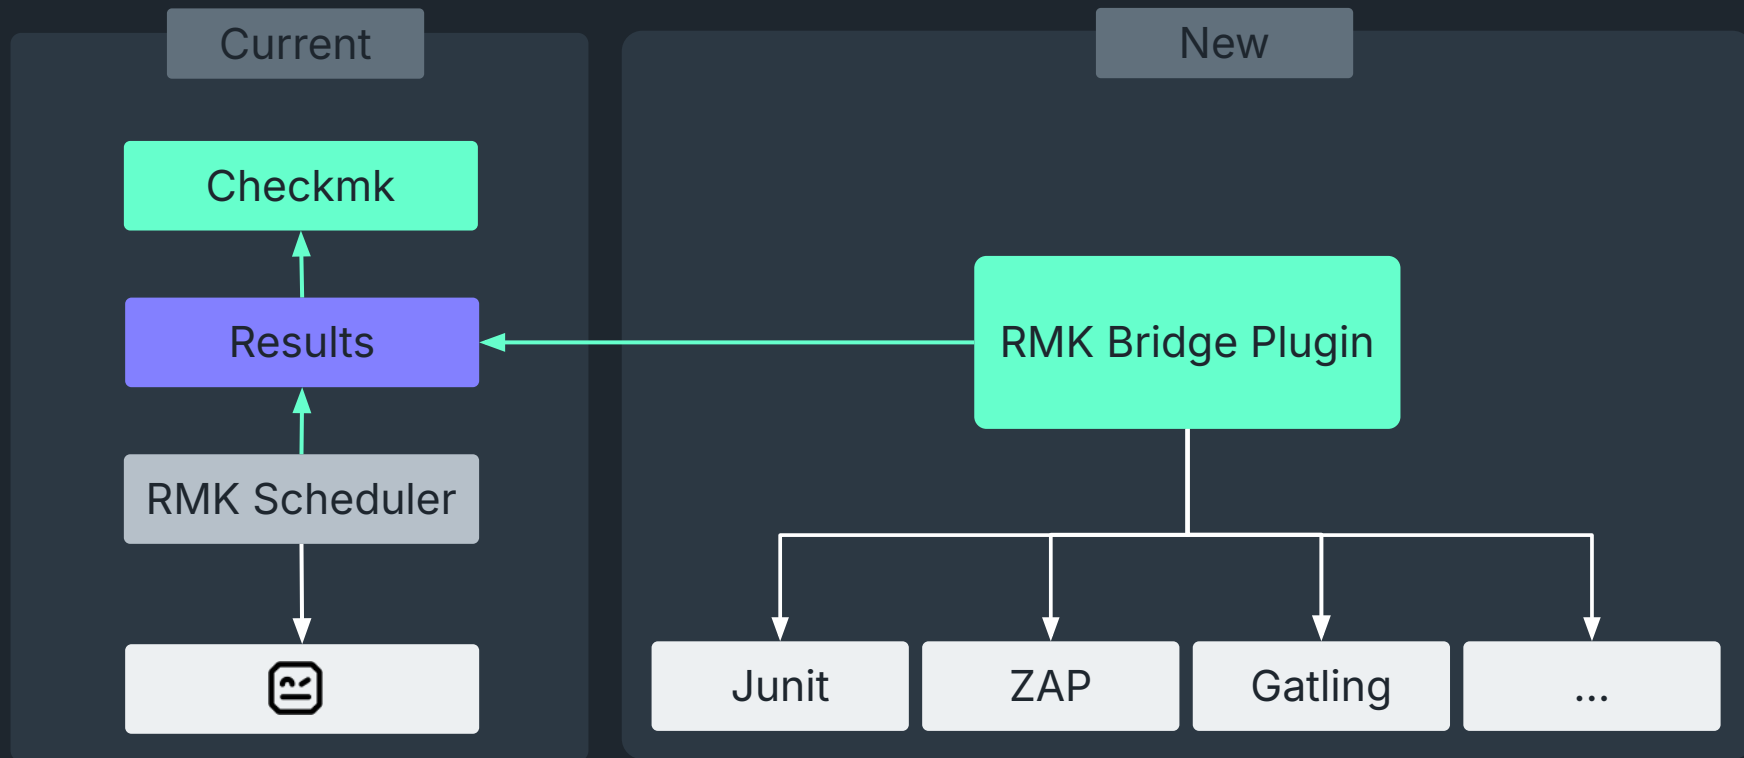 Current
Checkmk
Results
RMK Scheduler
New
RMK Bridge Plugin
Junit
ZAP
Gatling
...